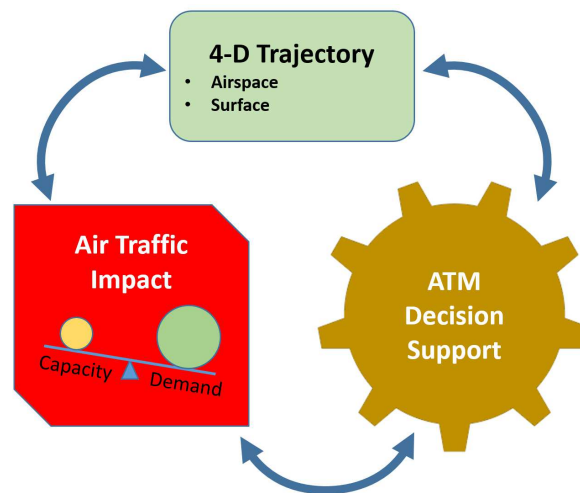 4-D Trajectory
• Airspace
• Surface
Air Traffic
Impact
Capacity
Demand
ATM
Decision
Support